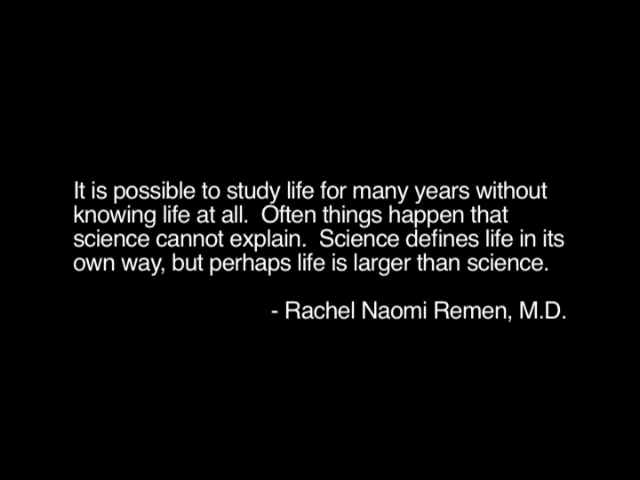 It is possible to study life for many years without
knowing life at all.  Often things happen that
science cannot explain.  Science defines life in its
own way, but perhaps life is larger than science.
- Rachel Naomi Remen, M.D.